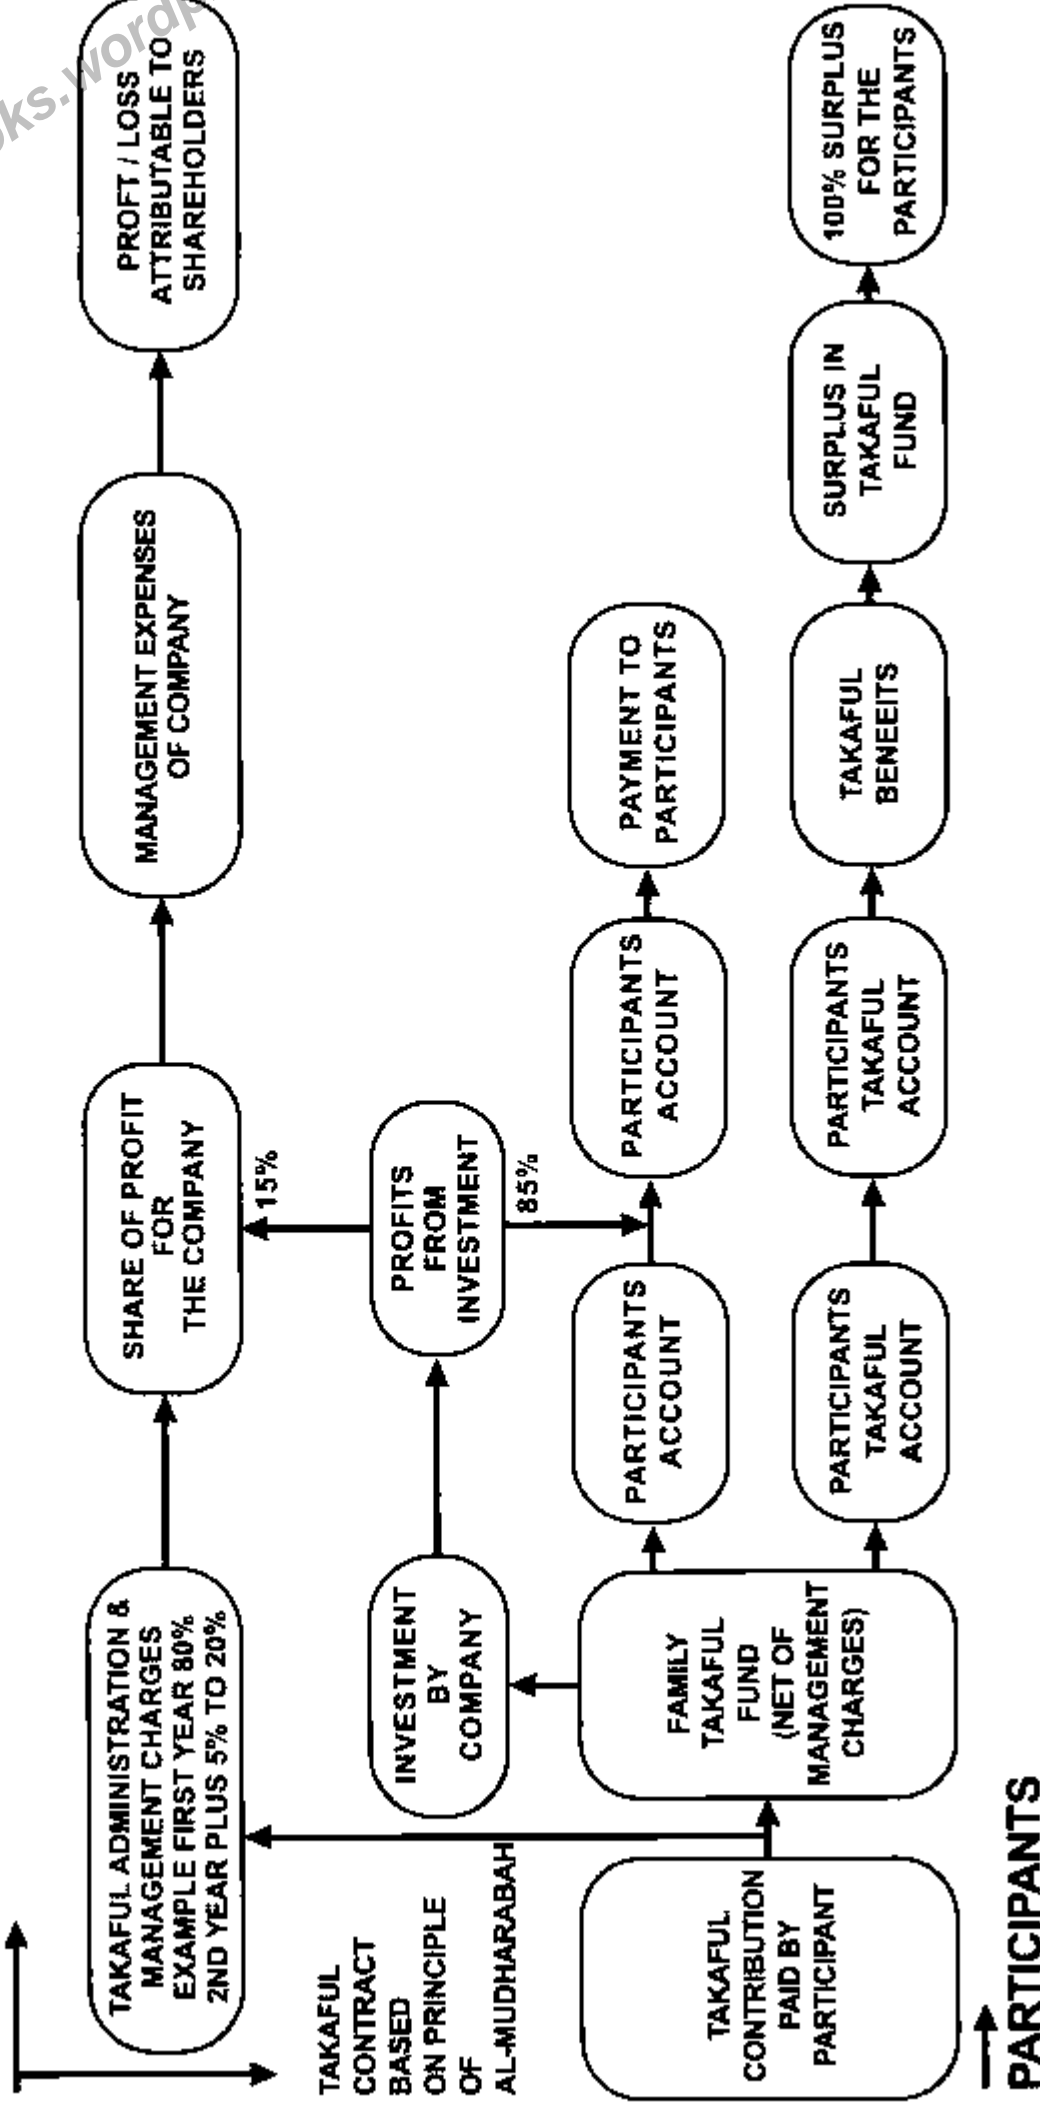 TAKAFUL ADMINISTRATION &
MANAGEMENT CHARGES
EXAMPLE FIRST YEAR 80%
2ND YEAR PLUS 5% TO 20%
SHARE OF PROFIT
FOR
THE COMPANY
MANAGEMENT EXPENSES
OF COMPANY
PROFT / LOSS
ATTRIBUTABLE TO
SHAREHOLDERS
15%
TAKAFUL
CONTRACT
BASED
ON PRINCIPLE
OF
AL-MUDHARABAH
INVESTMENT
BY
COMPANY
PROFITS
FROM
INVESTMENT
85%
TAKAFUL
CONTRIBUTION
PAID BY
PARTICIPANT
FAMILY
TAKAFUL
FUND
(NET OF
MANAGEMENT
CHARGES)
PARTICIPANTS
ACCOUNT
PARTICIPANTS
ACCOUNT
PAYMENT TO
PARTICIPANTS
PARTICIPANTS
TAKAFUL
ACCOUNT
PARTICIPANTS
TAKAFUL
ACCOUNT
TAKAFUL
BENEEITS
SURPLUS IN
TAKAFUL
FUND
100% SURPLUS
FOR THE
PARTICIPANTS
PARTICIPANTS
ks.wordp